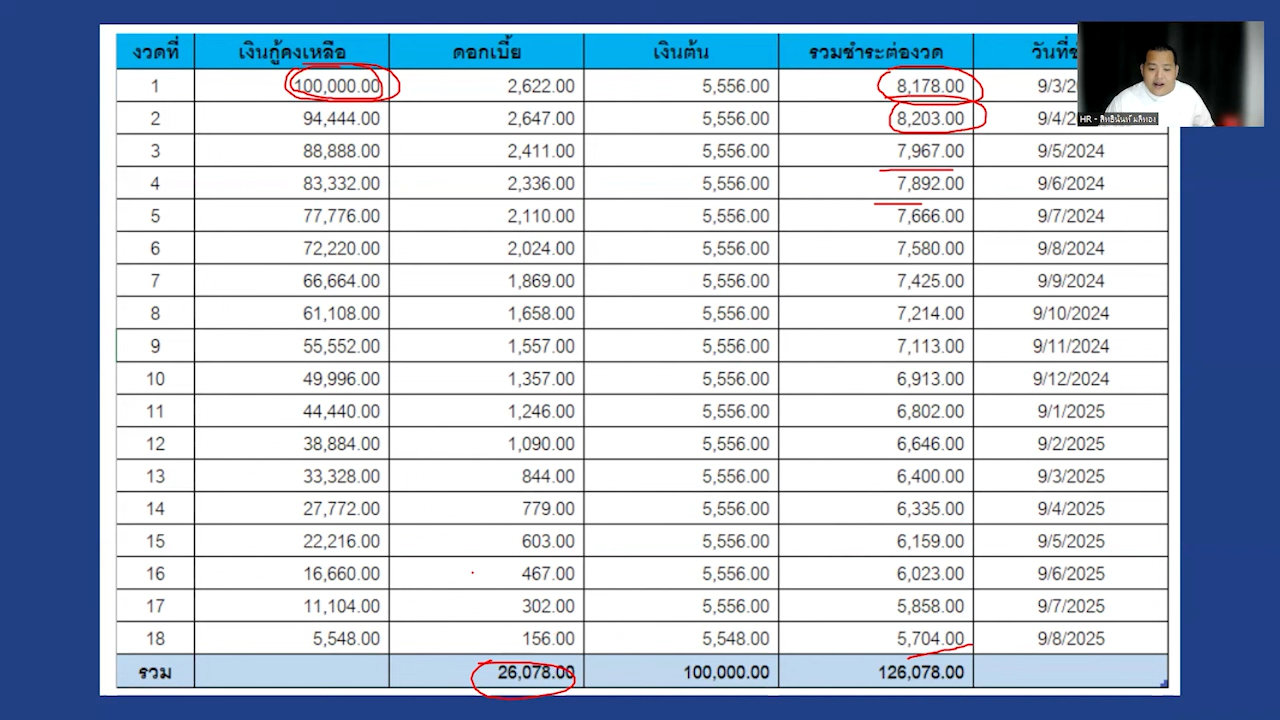 งวดที่ เงินกู้คงเหลือ ดอกเบี้ย เงินต้น รวมชำระต่องวด
1 100,000.00 2,622.00 5,556.00 8,178.00 9/3/2
2 94,444.00 2,647.00 5,556.00 8,203.00 9/4/2
3 88,888.00 2,411.00 5,556.00 7,967.00 9/5/2024
4 83,332.00 2,336.00 5,556.00 7,892.00 9/6/2024
5 77,776.00 2,110.00 5,556.00 7,666.00 9/7/2024
6 72,220.00 2,024.00 5,556.00 7,580.00 9/8/2024
7 66,664.00 1,869.00 5,556.00 7,425.00 9/9/2024
8 61,108.00 1,658.00 5,556.00 7,214.00 9/10/2024
9 55,552.00 1,557.00 5,556.00 7,113.00 9/11/2024
10 49,996.00 1,357.00 5,556.00 6,913.00 9/12/2024
11 44,440.00 1,246.00 5,556.00 6,802.00 9/1/2025
12 38,884.00 1,090.00 5,556.00 6,646.00 9/2/2025
13 33,328.00 844.00 5,556.00 6,400.00 9/3/2025
14 27,772.00 779.00 5,556.00 6,335.00 9/4/2025
15 22,216.00 603.00 5,556.00 6,159.00 9/5/2025
16 16,660.00 467.00 5,556.00 6,023.00 9/6/2025
17 11,104.00 302.00 5,556.00 5,858.00 9/7/2025
18 5,548.00 156.00 5,548.00 5,704.00 9/8/2025
รวม 26,078.00 100,000.00 126,078.00
HR -